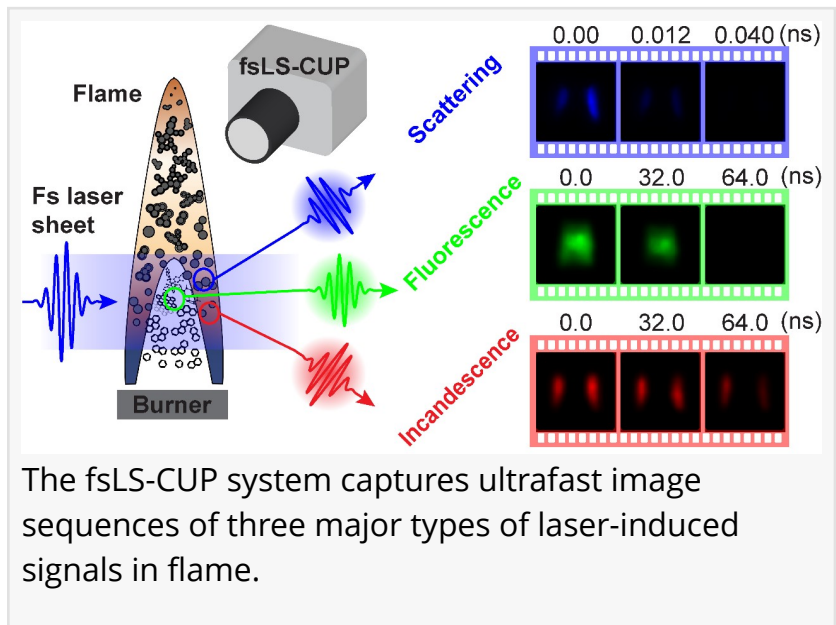 Flame
fsLS-CUP
Fs laser
sheet
Burner
Scattering
0.00 0.012 0.040 (ns)
Fluorescence
0.0 32.0 64.0 (ns)
Incandescence
0.0 32.0 64.0 (ns)
The fsLS-CUP system captures ultrafast image
sequences of three major types of laser-induced
signals in flame.